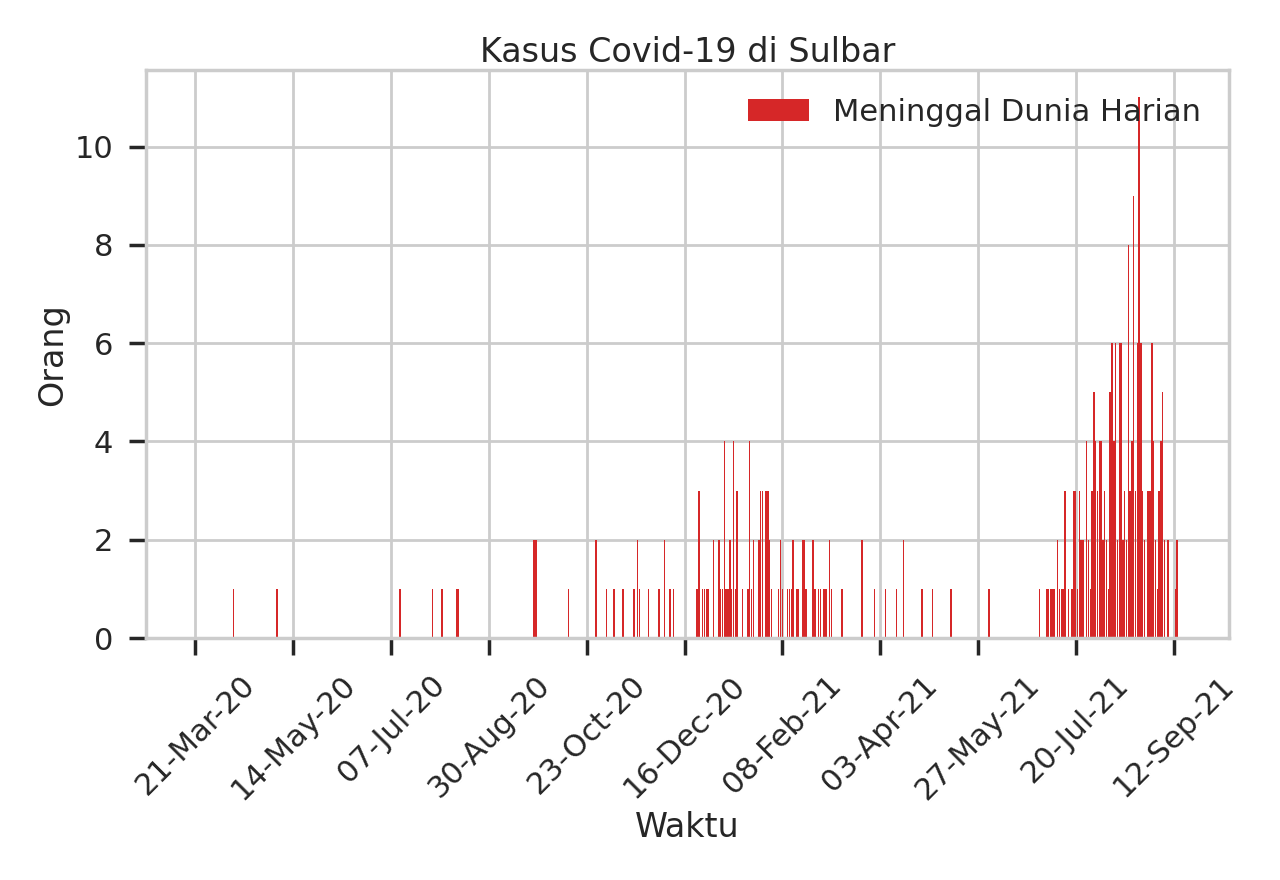 Kasus Covid-19 di Sulbar
Meninggal Dunia Harian
10
8
6
4
2
0
Orang
21-Mar-20
14-May-20
07-Jul-20
30-Aug-20
23-Oct-20
16-Dec-20
08-Feb-21
03-Apr-21
27-May-21
20-Jul-21
12-Sep-21
Waktu